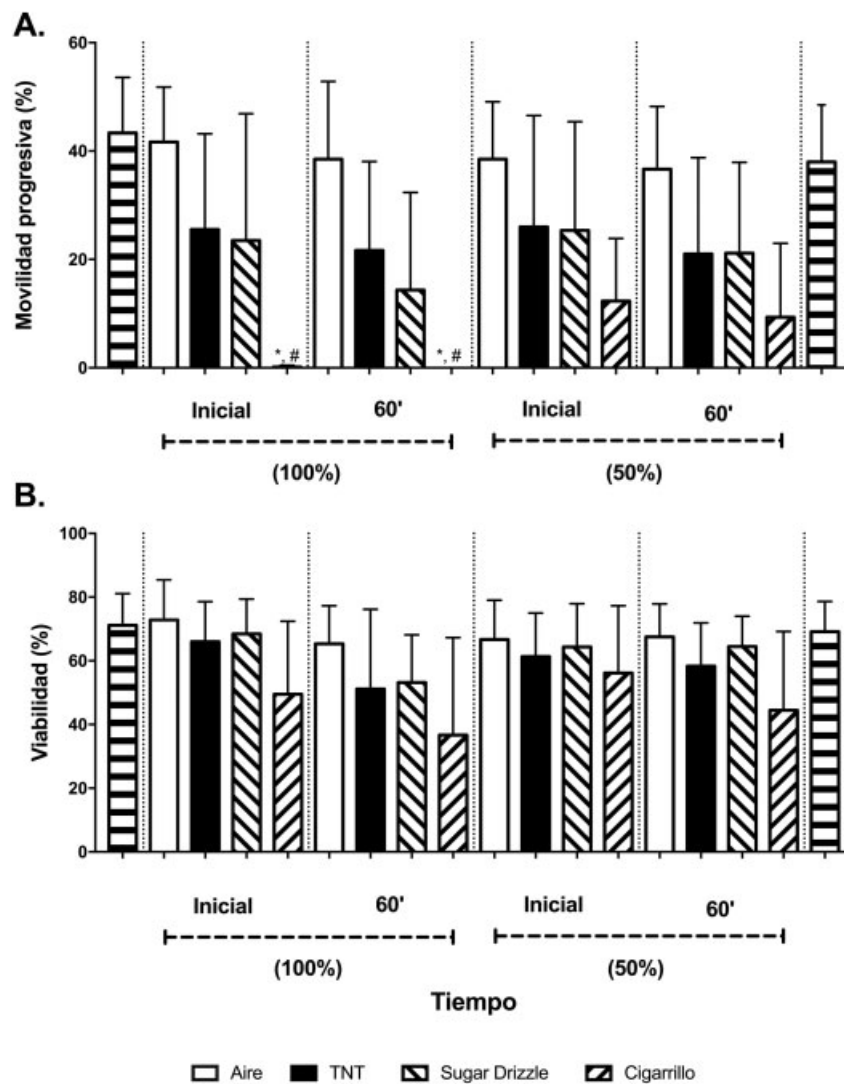 A.
Movilidad progresiva (%)
60
40
20
0
*, # *, #
Inicial 60' Inicial 60'
(100%) (50%)
B.
Viabilidad (%)
100
80
60
40
20
0
Inicial 60' Inicial 60'
(100%) (50%)
Tiempo
Aire TNT Sugar Drizzle Cigarrillo